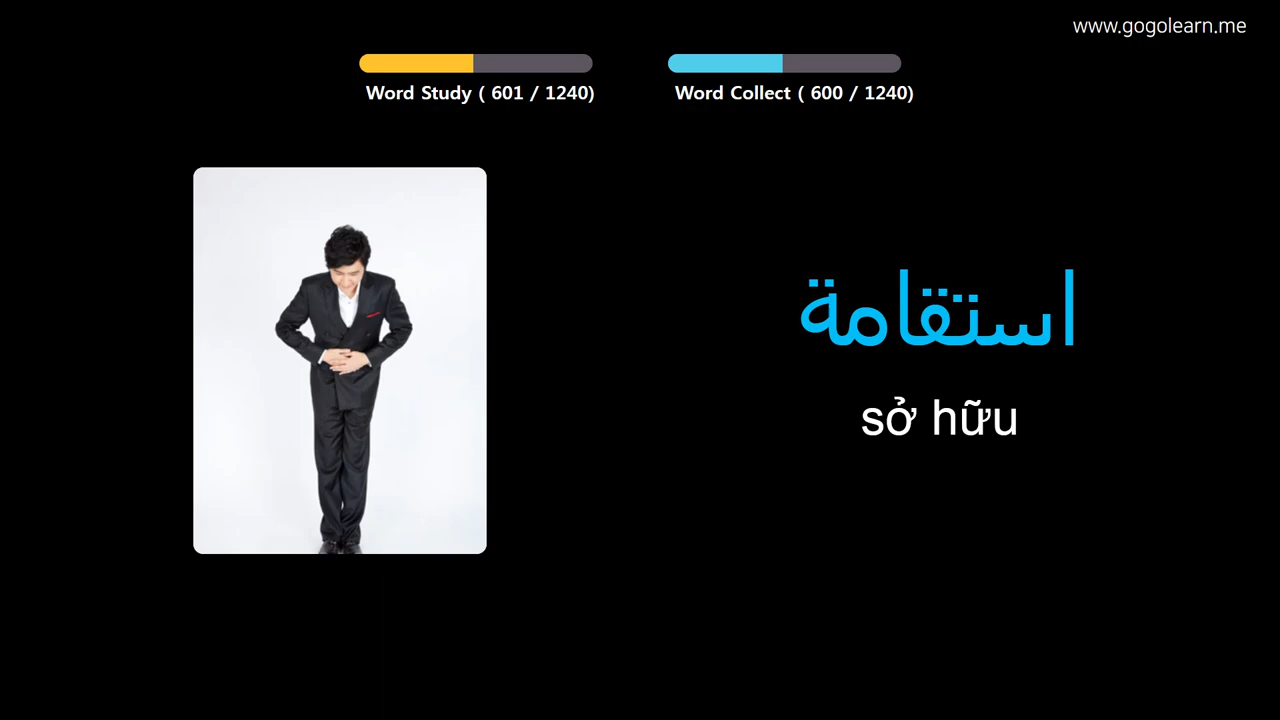 www.gogolearn.me
Word Study ( 601 / 1240)
Word Collect ( 600 / 1240)
استقامة
sở hữu